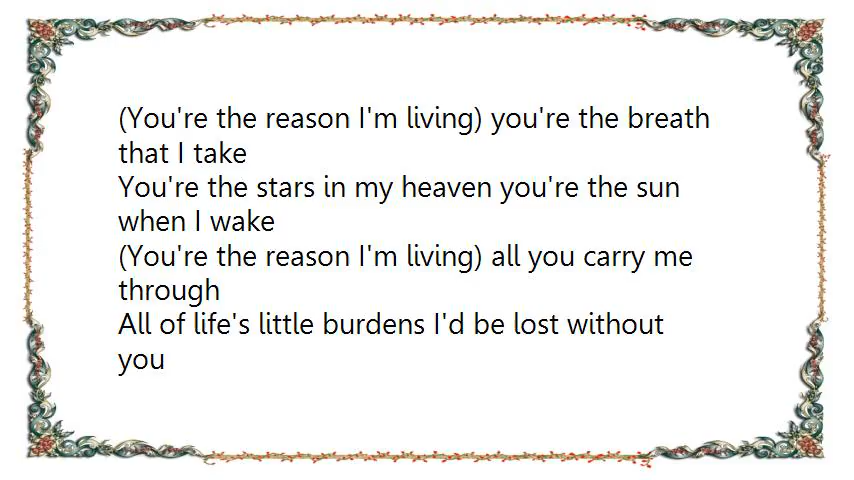 (You're the reason I'm living) you're the breath
that I take
You're the stars in my heaven you're the sun
when I wake
(You're the reason I'm living) all you carry me
through
All of life's little burdens I'd be lost without
you